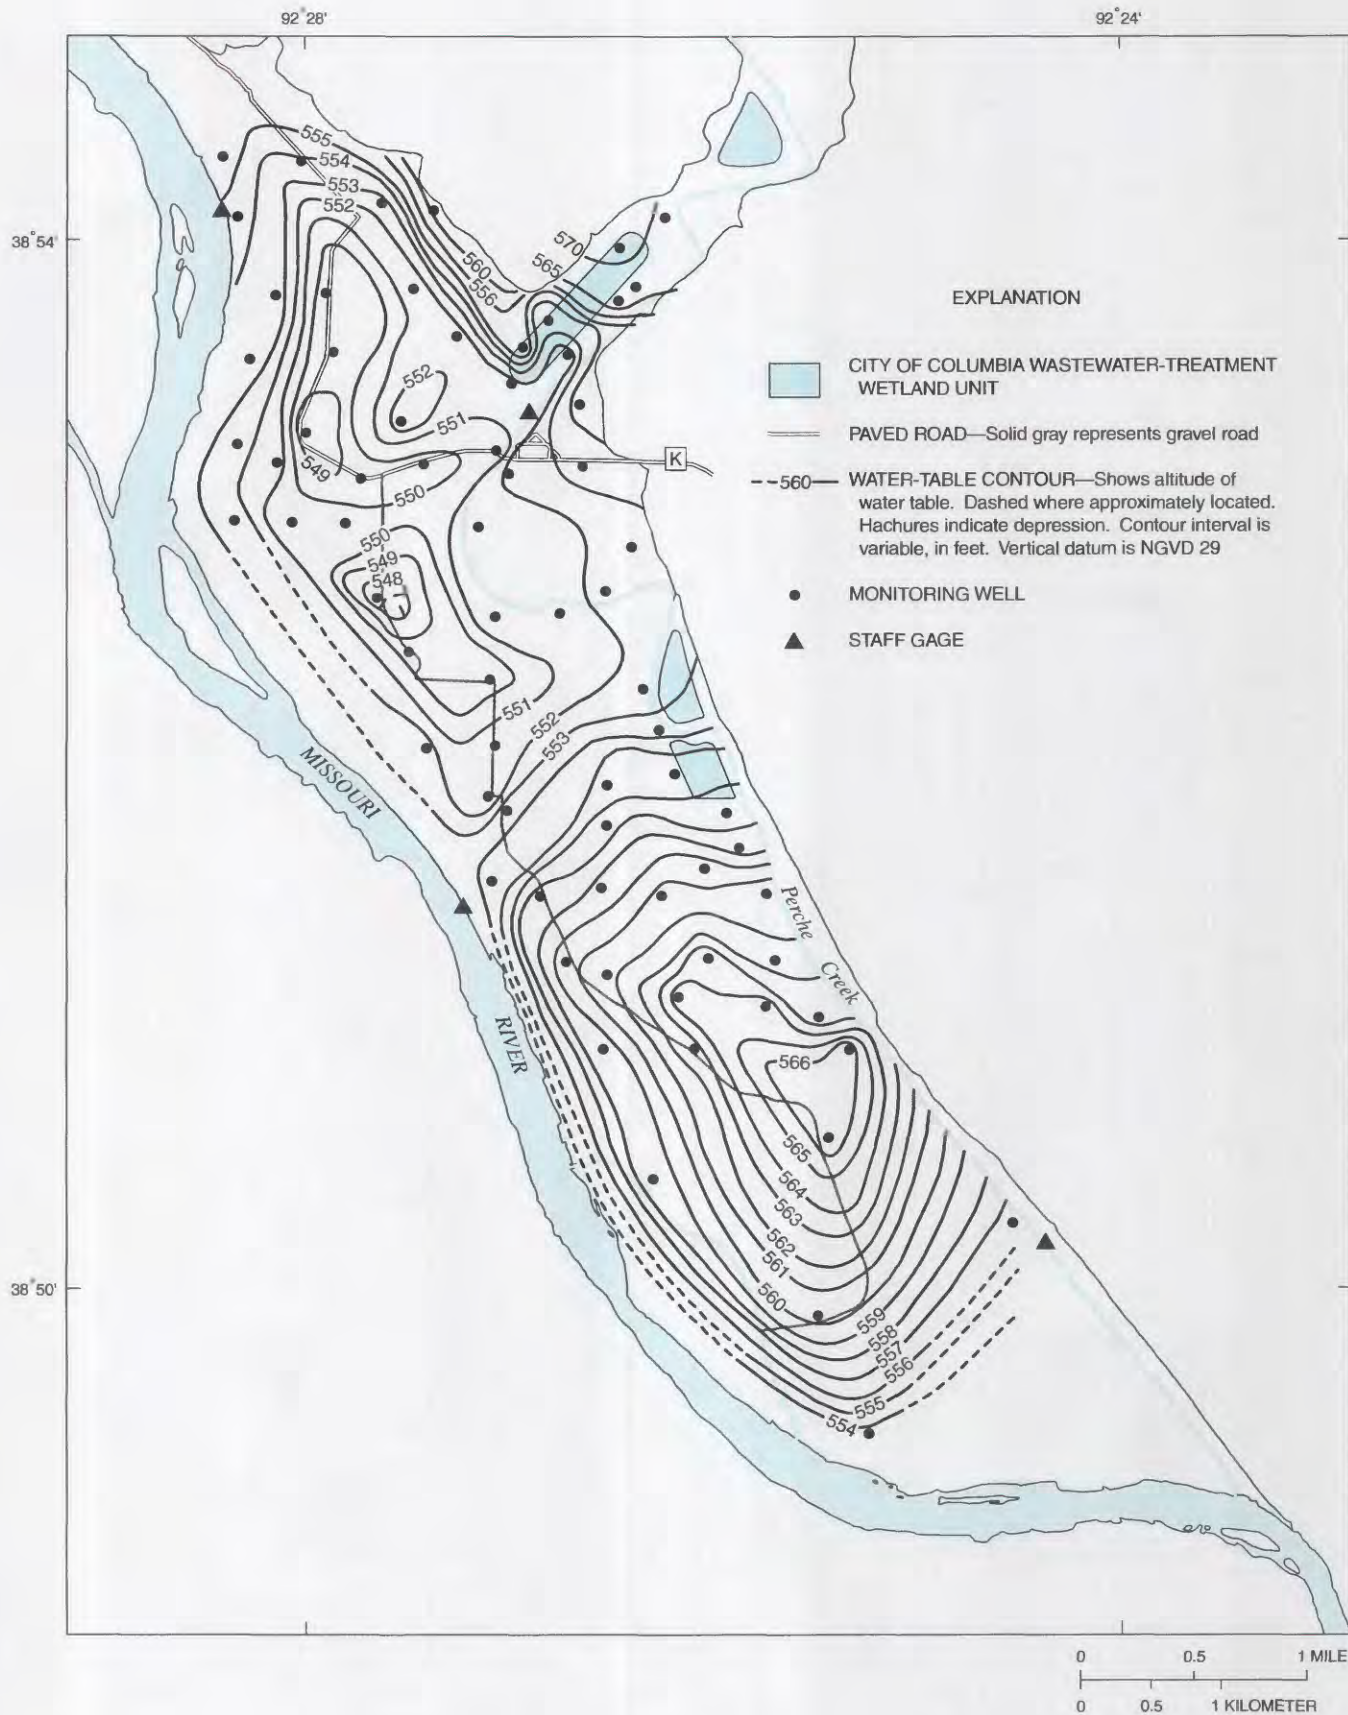 92°28'
92°24'
38°54'
38°50'
555
554
553
552
560
556
570
565
552
551
549
550
550
549
548
551
552
553
566
565
564
563
562
561
560
559
558
557
556
555
554
K
MISSOURI
RIVER
Perche
Creek
EXPLANATION
CITY OF COLUMBIA WASTEWATER-TREATMENT
WETLAND UNIT
PAVED ROAD—Solid gray represents gravel road
560 WATER-TABLE CONTOUR—Shows altitude of
water table. Dashed where approximately located.
Hachures indicate depression. Contour interval is
variable, in feet. Vertical datum is NGVD 29
MONITORING WELL
STAFF GAGE
0 0.5 1 MILE
0 0.5 1 KILOMETER